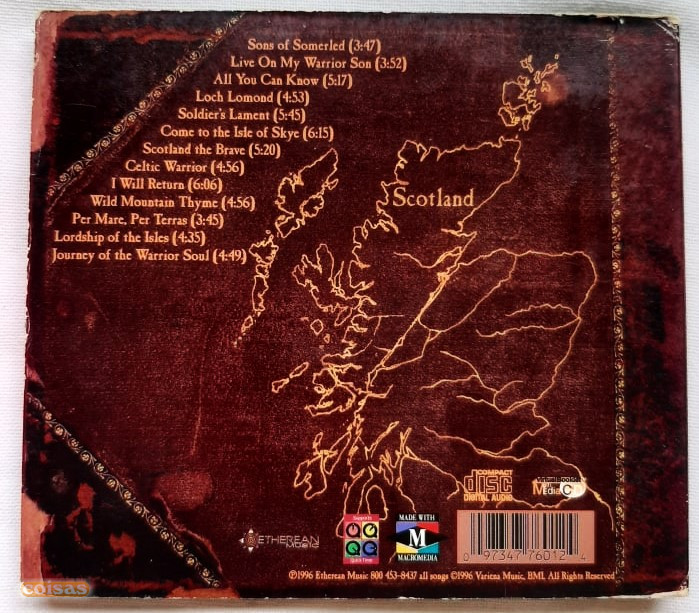 Sons of Somerled (3:47)
Live On My Warrior Son (3:52)
All You Can Know (5:17)
Loch Lomond (4:53)
Soldier's Lament (5:45)
Come to the Isle of Skye (6:15)
Scotland the Brave (5:20)
Celtic Warrior (4:56)
I Will Return (6:06)
Wild Mountain Thyme (4:56)
Per Mare, Per Terras (3:45)
Lordship of the Isles (4:35)
Journey of the Warrior Soul (4:49)
Scotland
COMPACT
disc
DIGITAL AUDIO
ETHEREAN
MUSIC
Supports
QuickTime
MADE WITH
M
MACROMEDIA
0 97347 76012 4
℗1996 Etherean Music 800 453-8437 all songs ©1996 Variena Music, BMI. All Rights Reserved
coisas